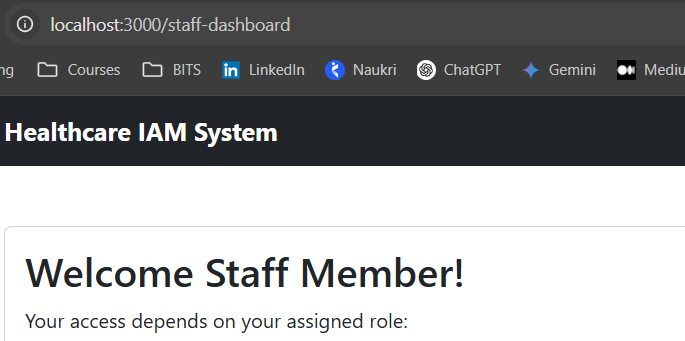 localhost:3000/staff-dashboard
ng Courses BITS LinkedIn Naukri ChatGPT Gemini Mediu
Healthcare IAM System
Welcome Staff Member!
Your access depends on your assigned role: